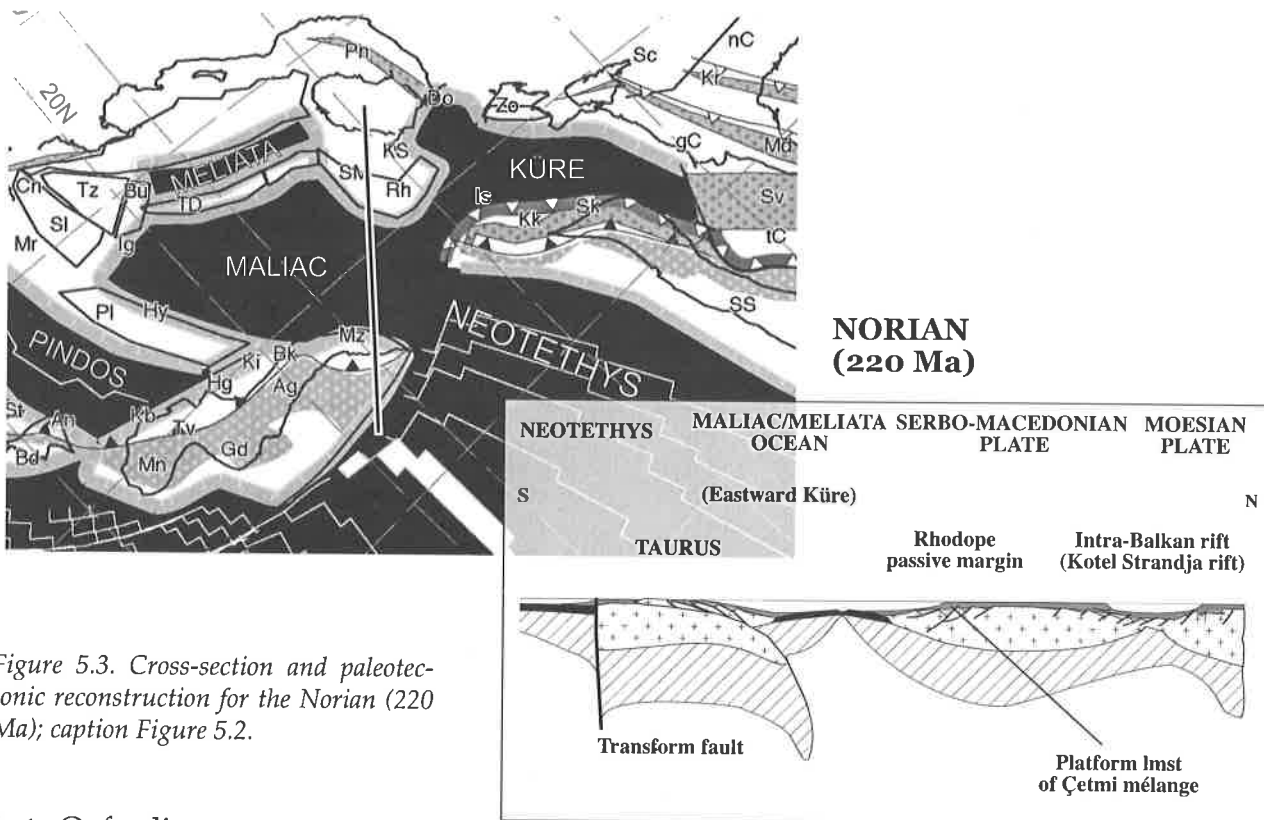 20N
Pn
Do
Zo
Sc
nC
Kr
Md
gC
KS
SM
Rh
KÜRE
MELIATA
TD
Cn
Tz
Bü
Sl
Mr
Ig
Is
Kk
Sk
Sv
tC
SS
MALIAC
Pl
Hy
PINDOS
NEOTETHYS
Mz
Bk
Ki
Ag
Hg
Kb
Tv
Gd
Mn
St
An
Bd
NORIAN
(220 Ma)
NEOTETHYS MALIAC/MELIATA SERBO-MACEDONIAN MOESIAN
OCEAN PLATE PLATE
S (Eastward Küre) N
TAURUS Rhodope Intra-Balkan rift
passive margin (Kotel Strandja rift)
Transform fault
Platform lmst
of Çetmi mélange
Figure 5.3. Cross-section and paleotec-
tonic reconstruction for the Norian (220
Ma); caption Figure 5.2.